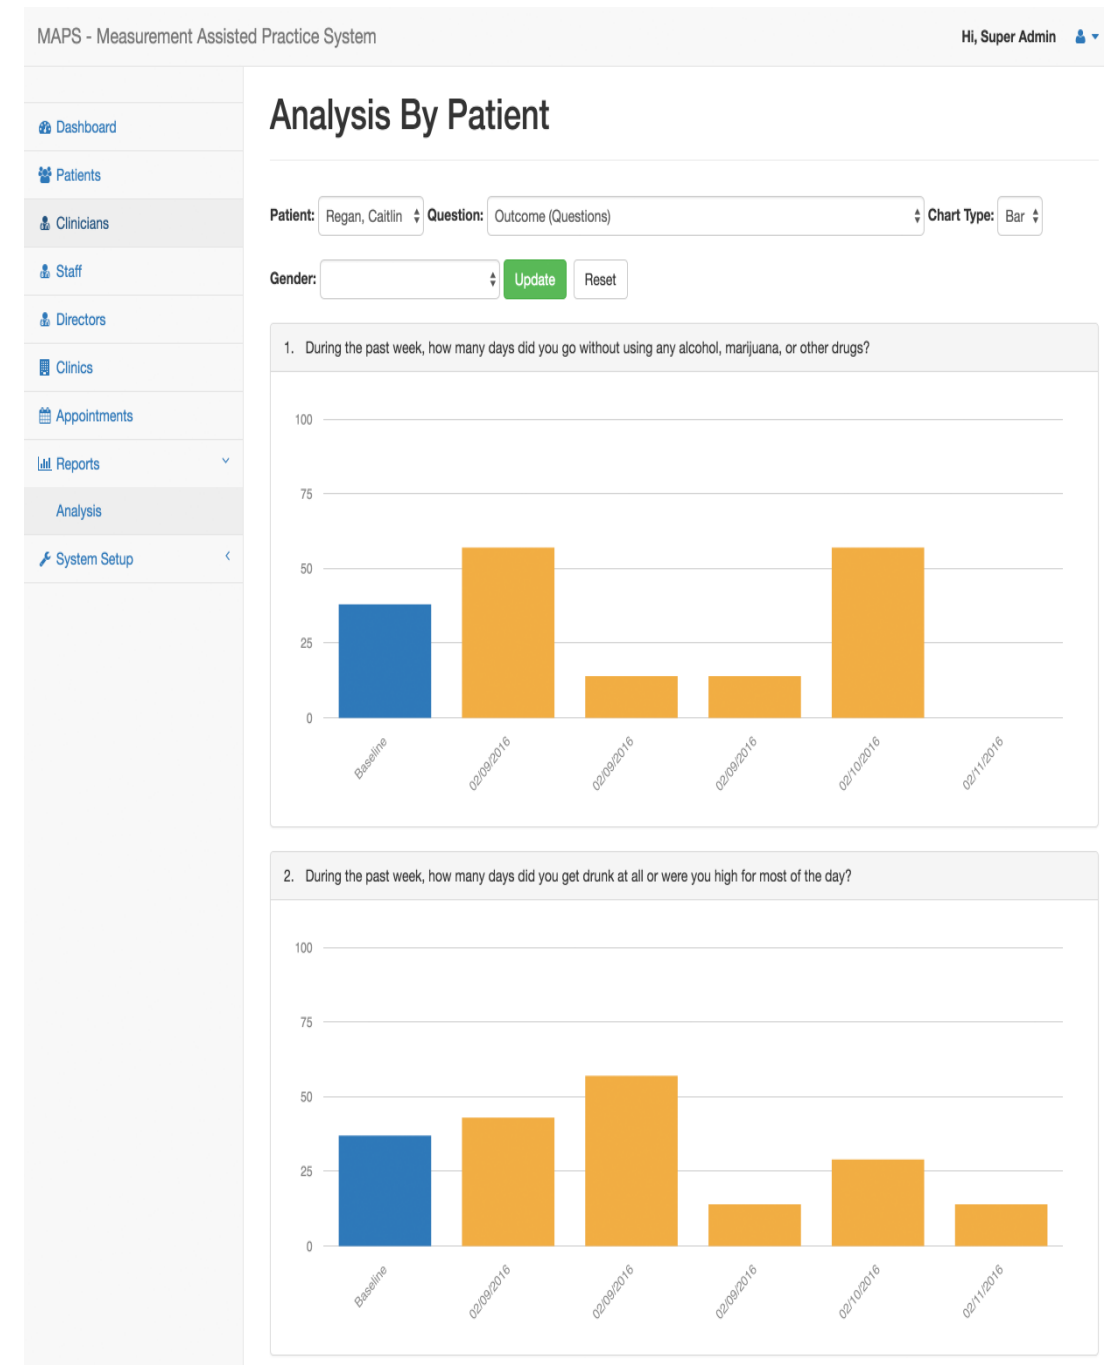 MAPS - Measurement Assisted Practice System
Hi, Super Admin
Dashboard
Patients
Clinicians
Staff
Directors
Clinics
Appointments
Reports
Analysis
System Setup
Analysis By Patient
Patient: Regan, Caitlin Question: Outcome (Questions) Chart Type: Bar
Gender: Update Reset
1. During the past week, how many days did you go without using any alcohol, marijuana, or other drugs?
100
75
50
25
0
Baseline 02/09/2016 02/09/2016 02/09/2016 02/10/2016 02/11/2016
2. During the past week, how many days did you get drunk at all or were you high for most of the day?
100
75
50
25
0
Baseline 02/09/2016 02/09/2016 02/09/2016 02/10/2016 02/11/2016